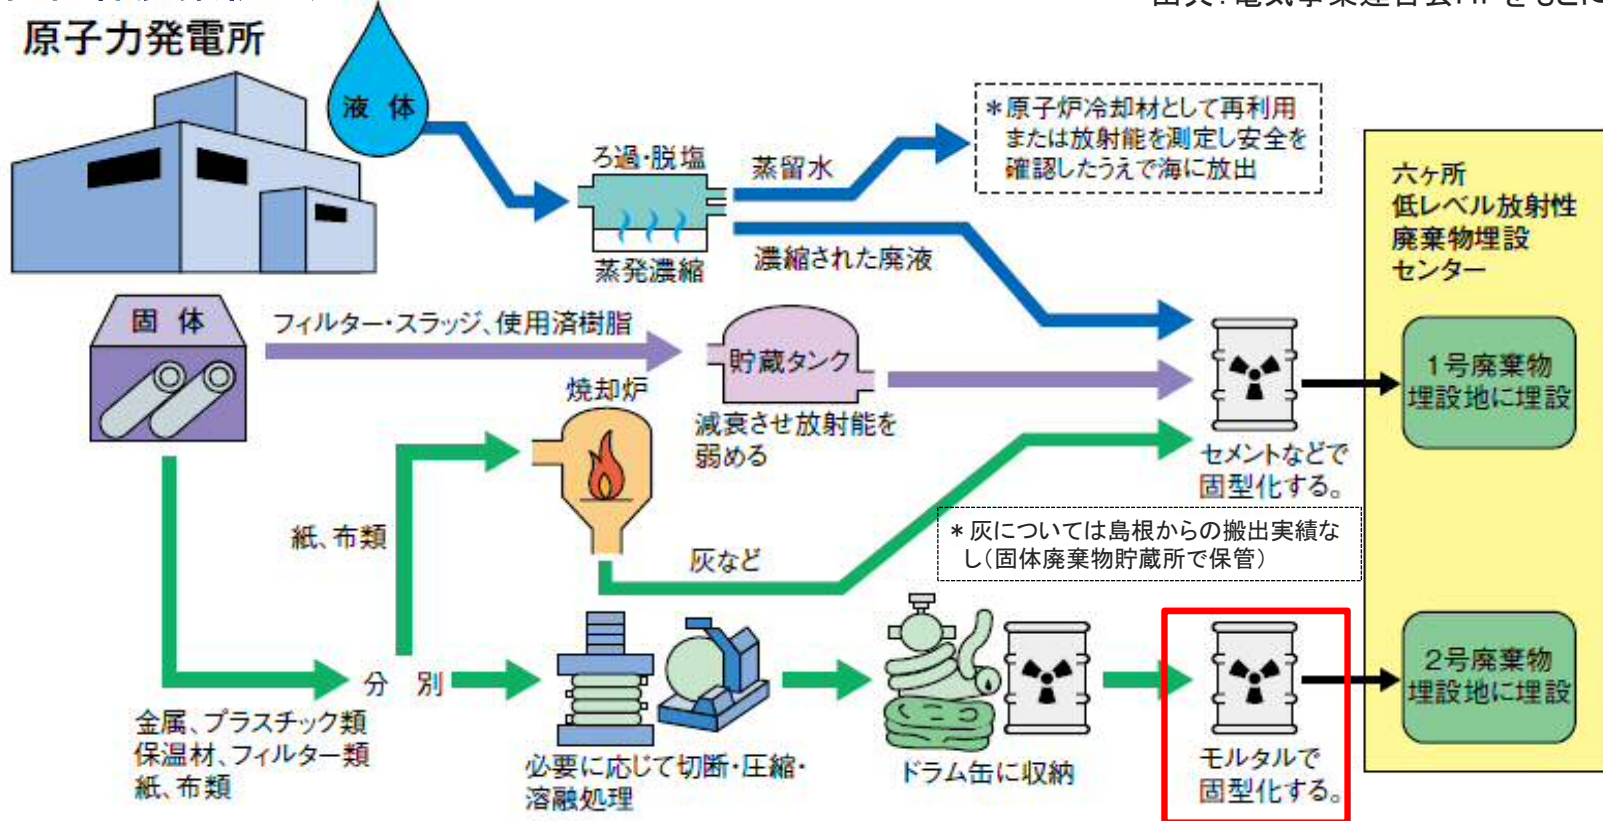 原子力発電所
液 体
ろ過・脱塩
蒸発濃縮
蒸留水
濃縮された廃液
＊原子炉冷却材として再利用
または放射能を測定し安全を
確認したうえで海に放出
六ヶ所
低レベル放射性
廃棄物埋設
センター
固 体
フィルター・スラッジ、使用済樹脂
貯蔵タンク
減衰させ放射能を
弱める
焼却炉
セメントなどで
固型化する。
1号廃棄物
埋設地に埋設
紙、布類
灰など
＊灰については島根からの搬出実績な
し（固体廃棄物貯蔵所で保管）
分 別
金属、プラスチック類
保温材、フィルター類
紙、布類
必要に応じて切断・圧縮・
溶融処理
ドラム缶に収納
モルタルで
固型化する。
2号廃棄物
埋設地に埋設